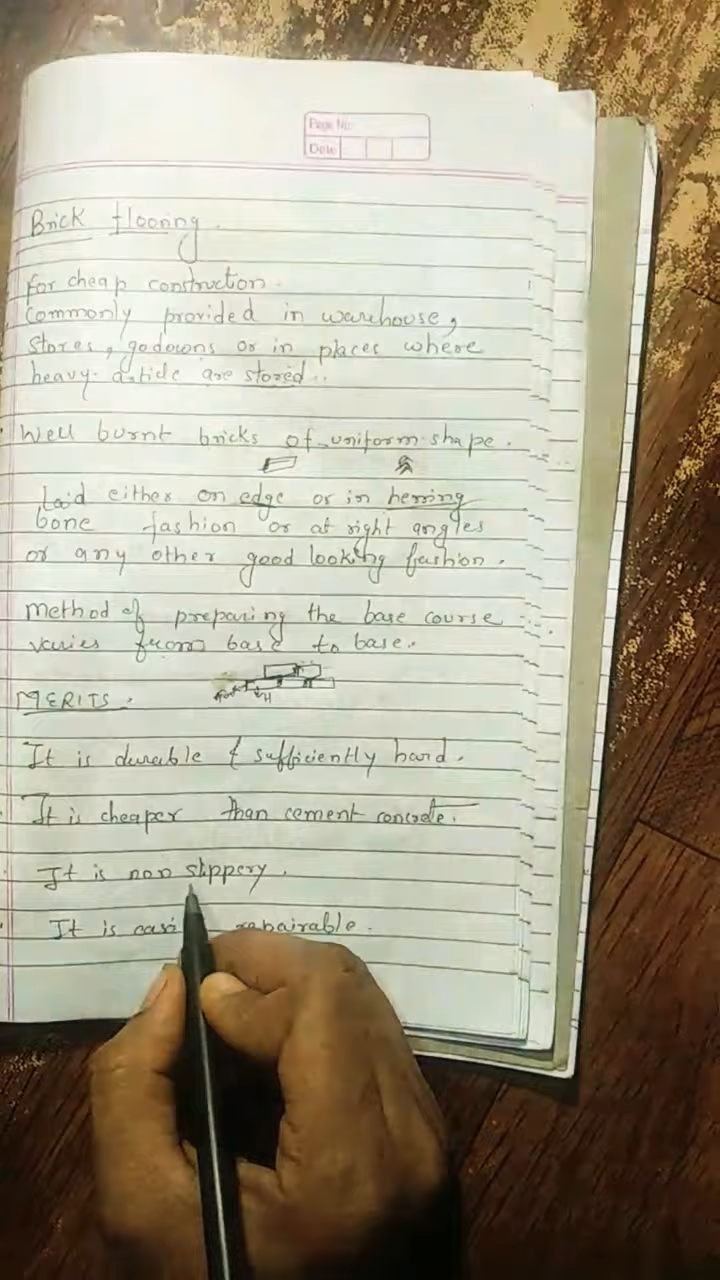 Page No.
Date
Brick flooring.
For cheap construction.
Commonly provided in warehouse,
stores, godowns or in places where
heavy article are stored..
Well burnt bricks of uniform shape.
Laid either on edge or in herring
bone fashion or at right angles
or any other good looking fashion.
Method of preparing the base course
varies from base to base.
MERITS.
It is durable & sufficiently hard.
It is cheaper than cement concrete.
It is non slippery.
It is repairable.